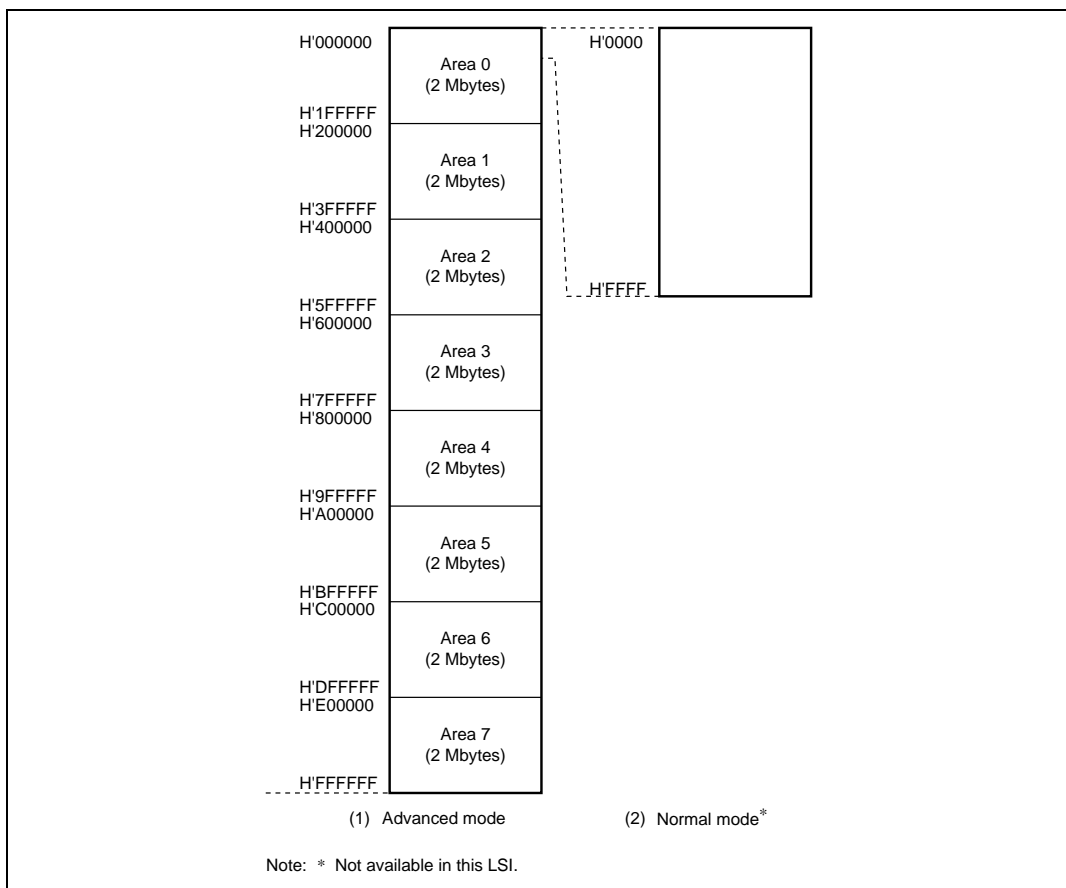 H'000000
Area 0
(2 Mbytes)
H'1FFFFF
H'200000
Area 1
(2 Mbytes)
H'3FFFFF
H'400000
Area 2
(2 Mbytes)
H'5FFFFF
H'600000
Area 3
(2 Mbytes)
H'7FFFFF
H'800000
Area 4
(2 Mbytes)
H'9FFFFF
H'A00000
Area 5
(2 Mbytes)
H'BFFFFF
H'C00000
Area 6
(2 Mbytes)
H'DFFFFF
H'E00000
Area 7
(2 Mbytes)
H'FFFFFF
(1) Advanced mode
H'0000
H'FFFF
(2) Normal mode*
Note: * Not available in this LSI.